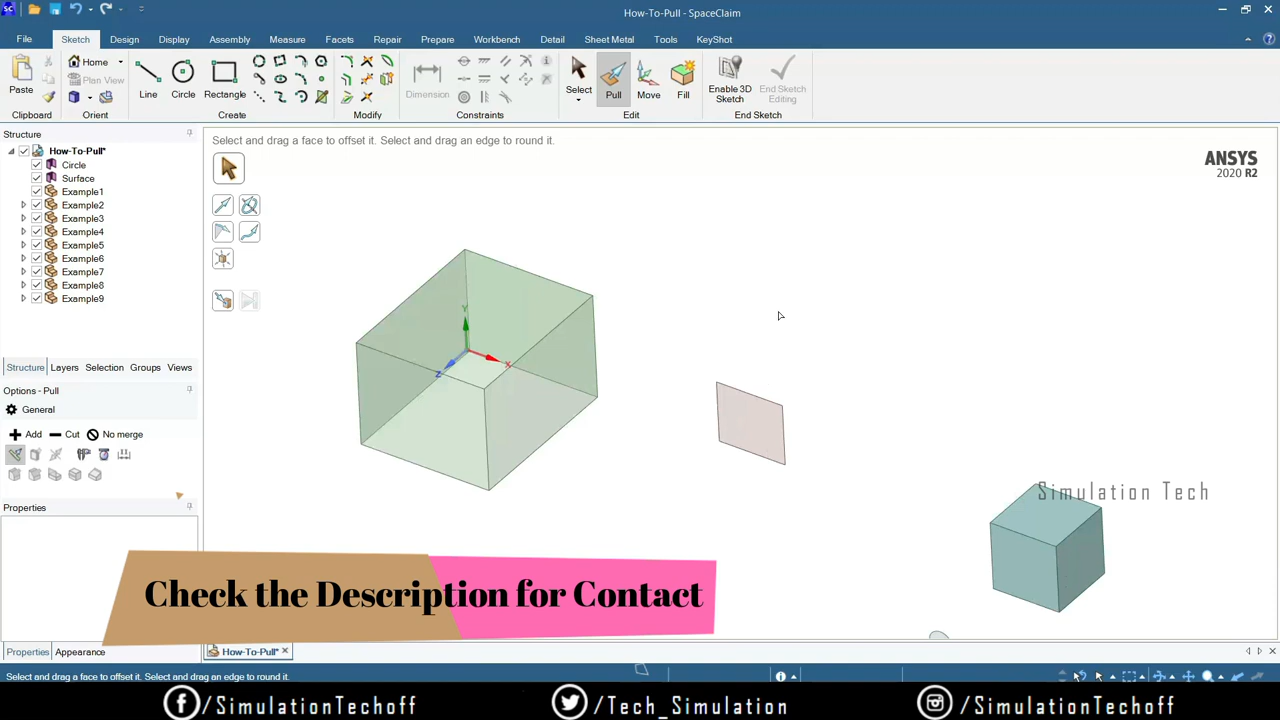 How-To-Pull - SpaceClaim
File Sketch Design Display Assembly Measure Facets Repair Prepare Workbench Detail Sheet Metal Tools KeyShot
Paste
Home
Plan View
Line Circle Rectangle
Dimension
Select Pull Move Fill
Enable 3D Sketch
End Sketch Editing
Clipboard Orient Create Modify Constraints Edit End Sketch
Structure
Select and drag a face to offset it. Select and drag an edge to round it.
How-To-Pull*
Circle
Surface
Example1
Example2
Example3
Example4
Example5
Example6
Example7
Example8
Example9
ANSYS
2020 R2
Y
X
Z
Structure Layers Selection Groups Views
Options - Pull
General
Add Cut No merge
Properties
Simulation Tech
Check the Description for Contact
Properties Appearance
How-To-Pull*
Select and drag a face to offset it. Select and drag an edge to round it.
/SimulationTechoff /Tech_Simulation /SimulationTechoff